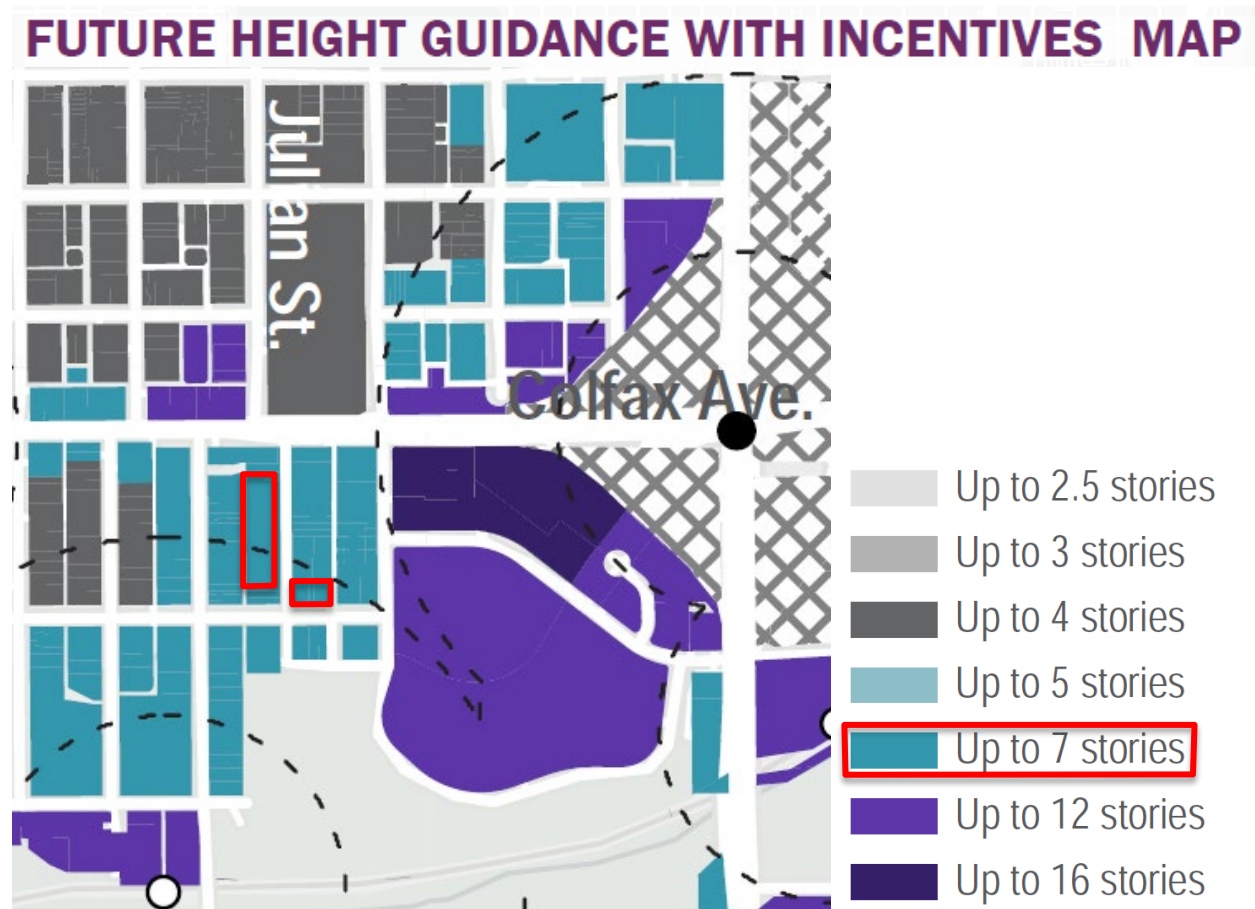 FUTURE HEIGHT GUIDANCE WITH INCENTIVES MAP
Julian St.
Colfax Ave.
Up to 2.5 stories
Up to 3 stories
Up to 4 stories
Up to 5 stories
Up to 7 stories
Up to 12 stories
Up to 16 stories